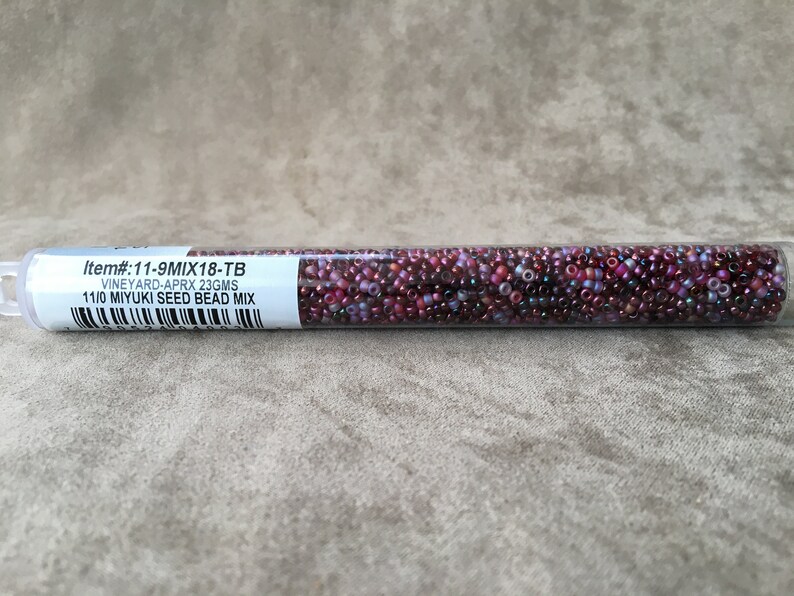 Item#:11-9MIX18-TB
VINEYARD-APRX 23GMS
11/0 MIYUKI SEED BEAD MIX